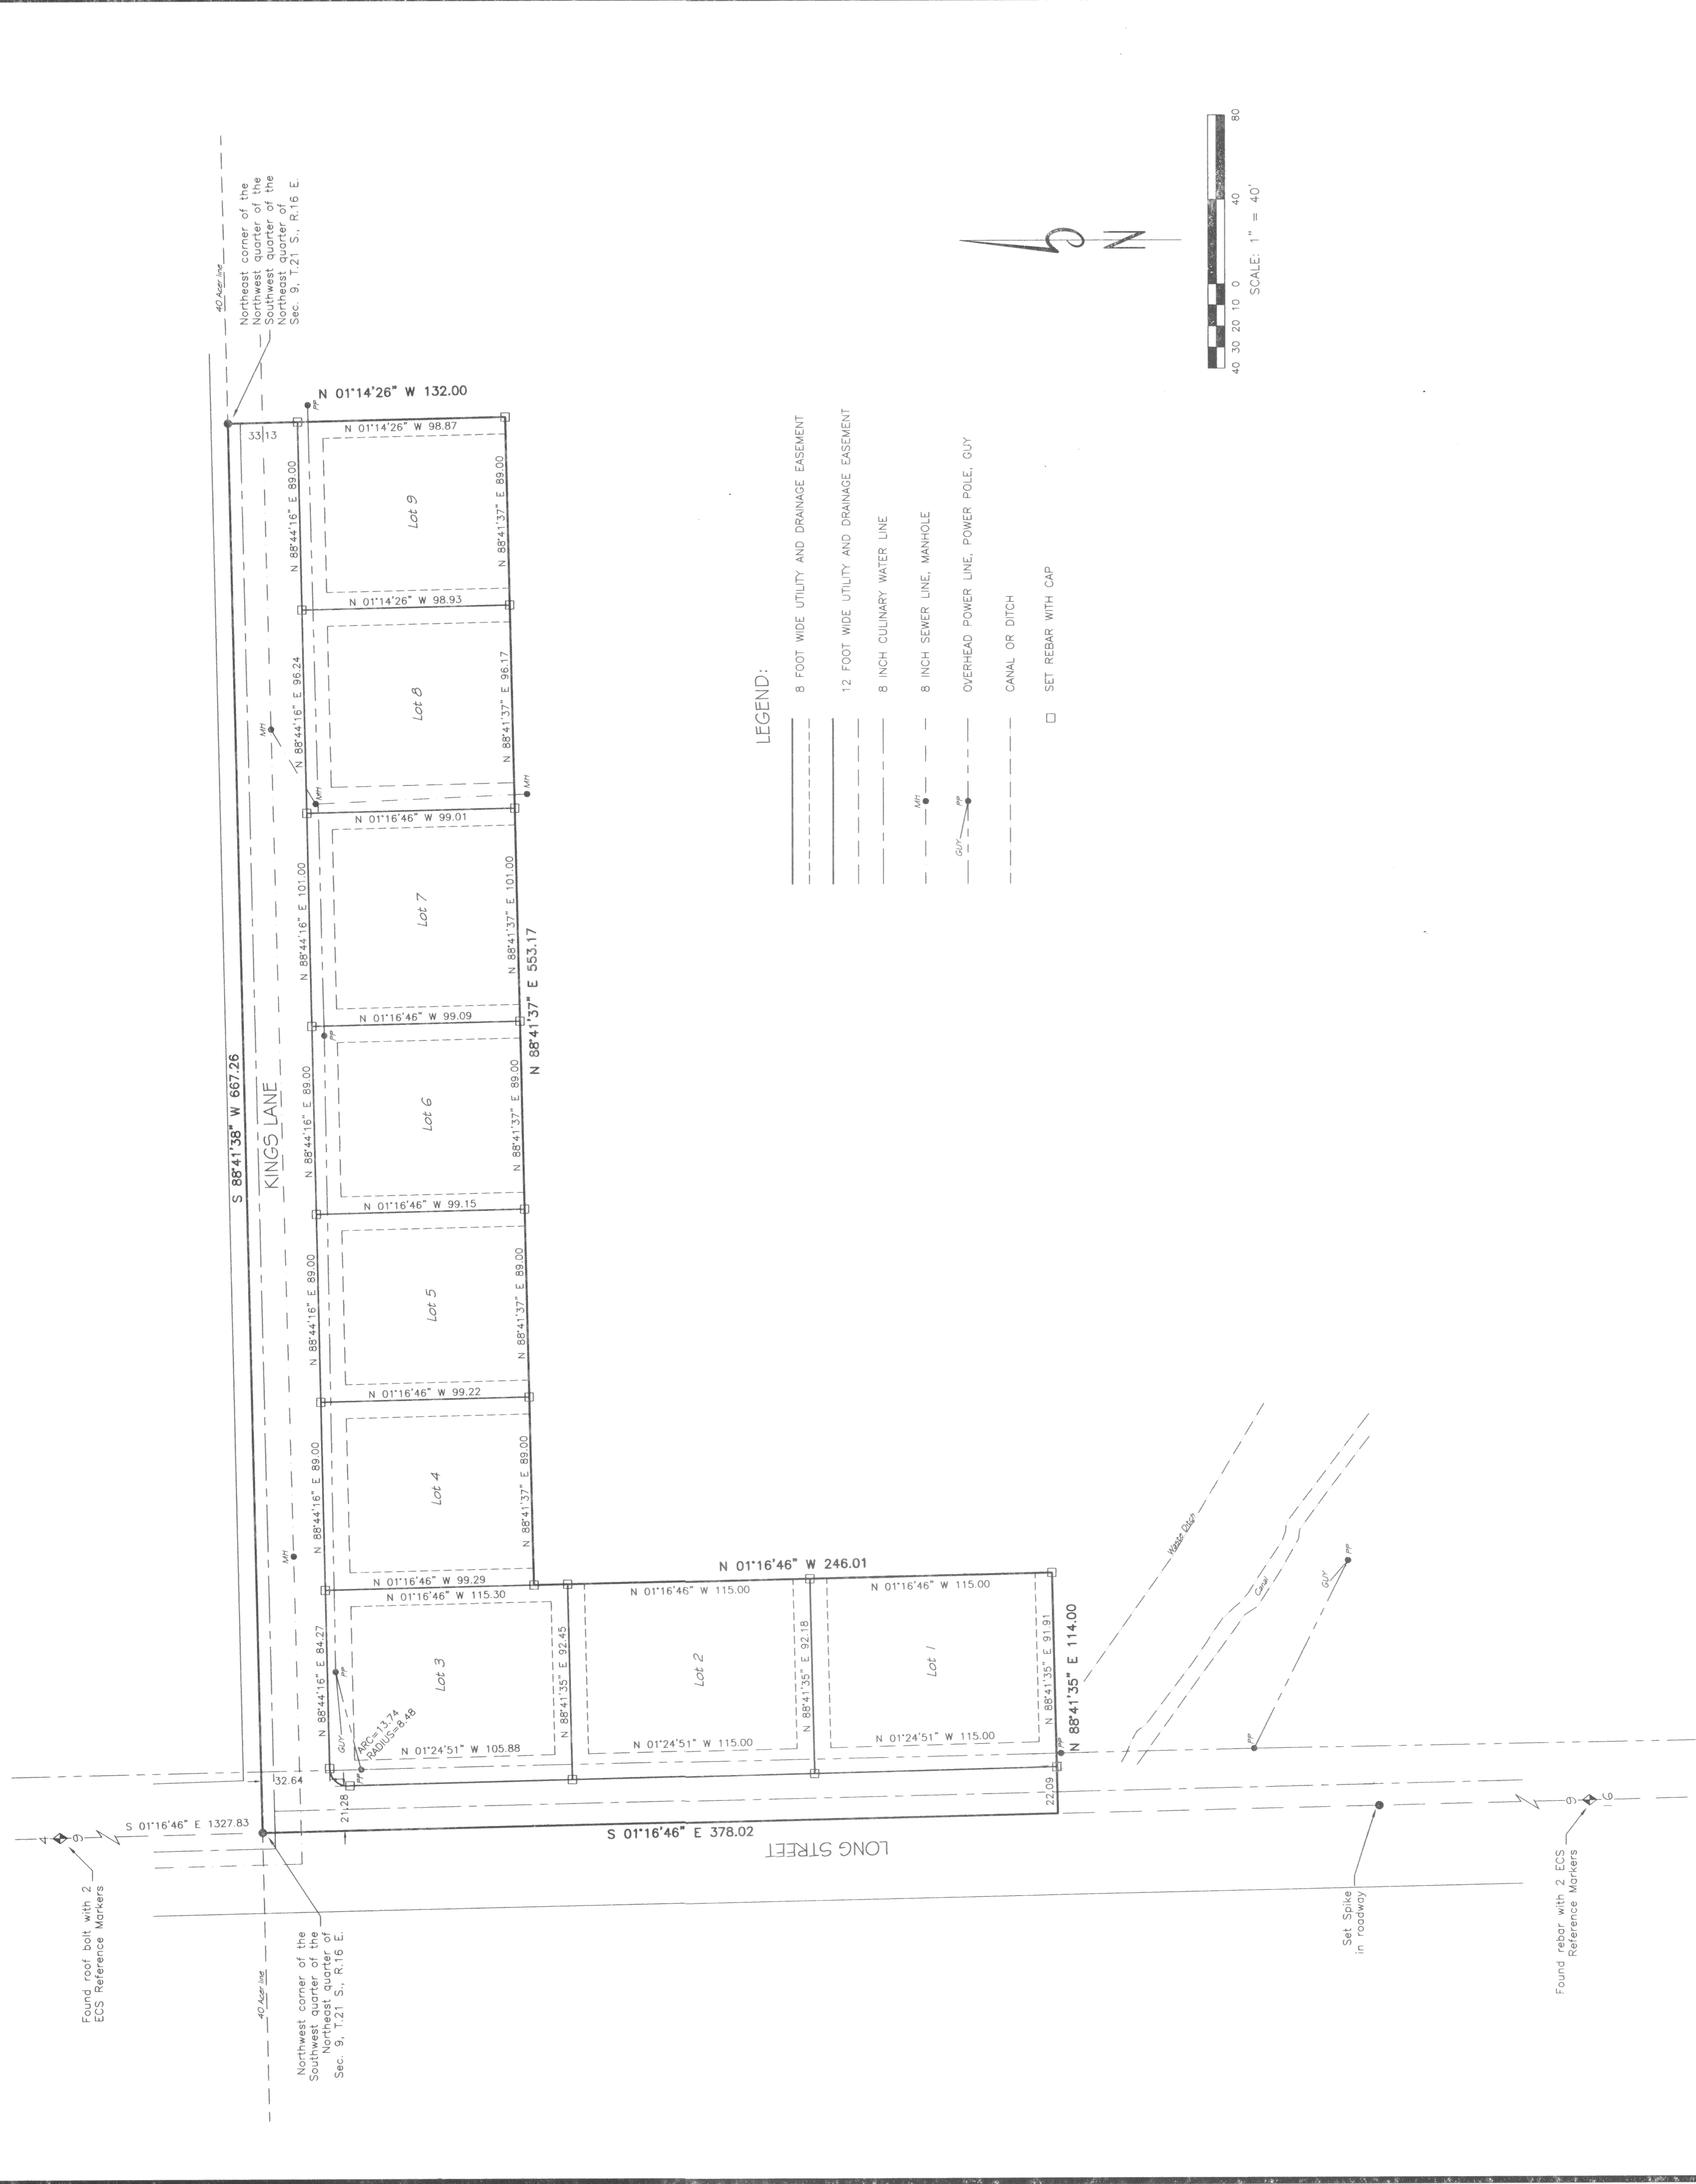 Found roof bolt with 2
ECS Reference Markers
4
S 01°16'46" E 1327.83
40 Acer line
Northwest corner of the
Southwest quarter of the
Northeast quarter of
Sec. 9, T.21 S., R.16 E.
40 Acer line
Northeast corner of the
Northwest quarter of the
Southwest quarter of the
Northeast quarter of
Sec. 9, T.21 S., R.16 E.
S 88°41'38" W 667.26
KINGS LANE
MH
MH
MH
MH
33.13
32.64
21.28
22.09
N 01°14'26" W 132.00
PP
N 88°44'16" E 84.27
N 88°44'16" E 89.00
N 88°44'16" E 89.00
N 88°44'16" E 89.00
N 88°44'16" E 101.00
N 88°44'16" E 96.24
N 88°44'16" E 89.00
GUY
PP
PP
PP
ARC=13.74
RADIUS=8.48
N 01°24'51" W 105.88
Lot 3
N 01°16'46" W 115.30
N 01°16'46" W 99.29
Lot 4
N 01°16'46" W 99.22
Lot 5
N 01°16'46" W 99.15
Lot 6
N 01°16'46" W 99.09
Lot 7
N 01°16'46" W 99.01
Lot 8
N 01°14'26" W 98.93
Lot 9
N 01°14'26" W 98.87
N 88°41'37" E 89.00
N 88°41'37" E 89.00
N 88°41'37" E 89.00
N 88°41'37" E 101.00
N 88°41'37" E 96.17
N 88°41'37" E 89.00
N 88°41'37" E 553.17
N 88°41'35" E 92.45
N 01°24'51" W 115.00
Lot 2
N 01°16'46" W 115.00
N 01°16'46" W 246.01
N 88°41'35" E 92.18
N 01°24'51" W 115.00
Lot 1
N 01°16'46" W 115.00
N 88°41'35" E 91.91
N 88°41'35" E 114.00
PP
S 01°16'46" E 378.02
LONG STREET
Waste Ditch
Canal
GUY
PP
PP
Set Spike
in roadway
Found rebar with 2 ECS
Reference Markers
LEGEND:
8 FOOT WIDE UTILITY AND DRAINAGE EASEMENT
12 FOOT WIDE UTILITY AND DRAINAGE EASEMENT
8 INCH CULINARY WATER LINE
MH
8 INCH SEWER LINE, MANHOLE
GUY
PP
OVERHEAD POWER LINE, POWER POLE, GUY
CANAL OR DITCH
SET REBAR WITH CAP
N
40 30 20 10 0 40 80
SCALE: 1" = 40'